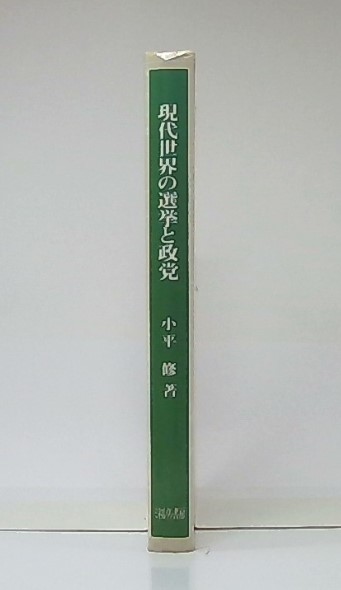 現代世界の選挙と政党
小平 修 著